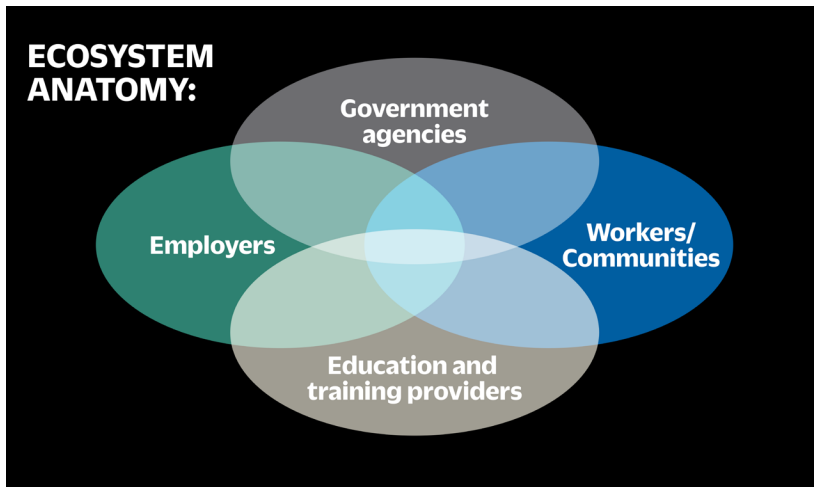 ECOSYSTEM
ANATOMY:
Government
agencies
Employers
Workers/
Communities
Education and
training providers